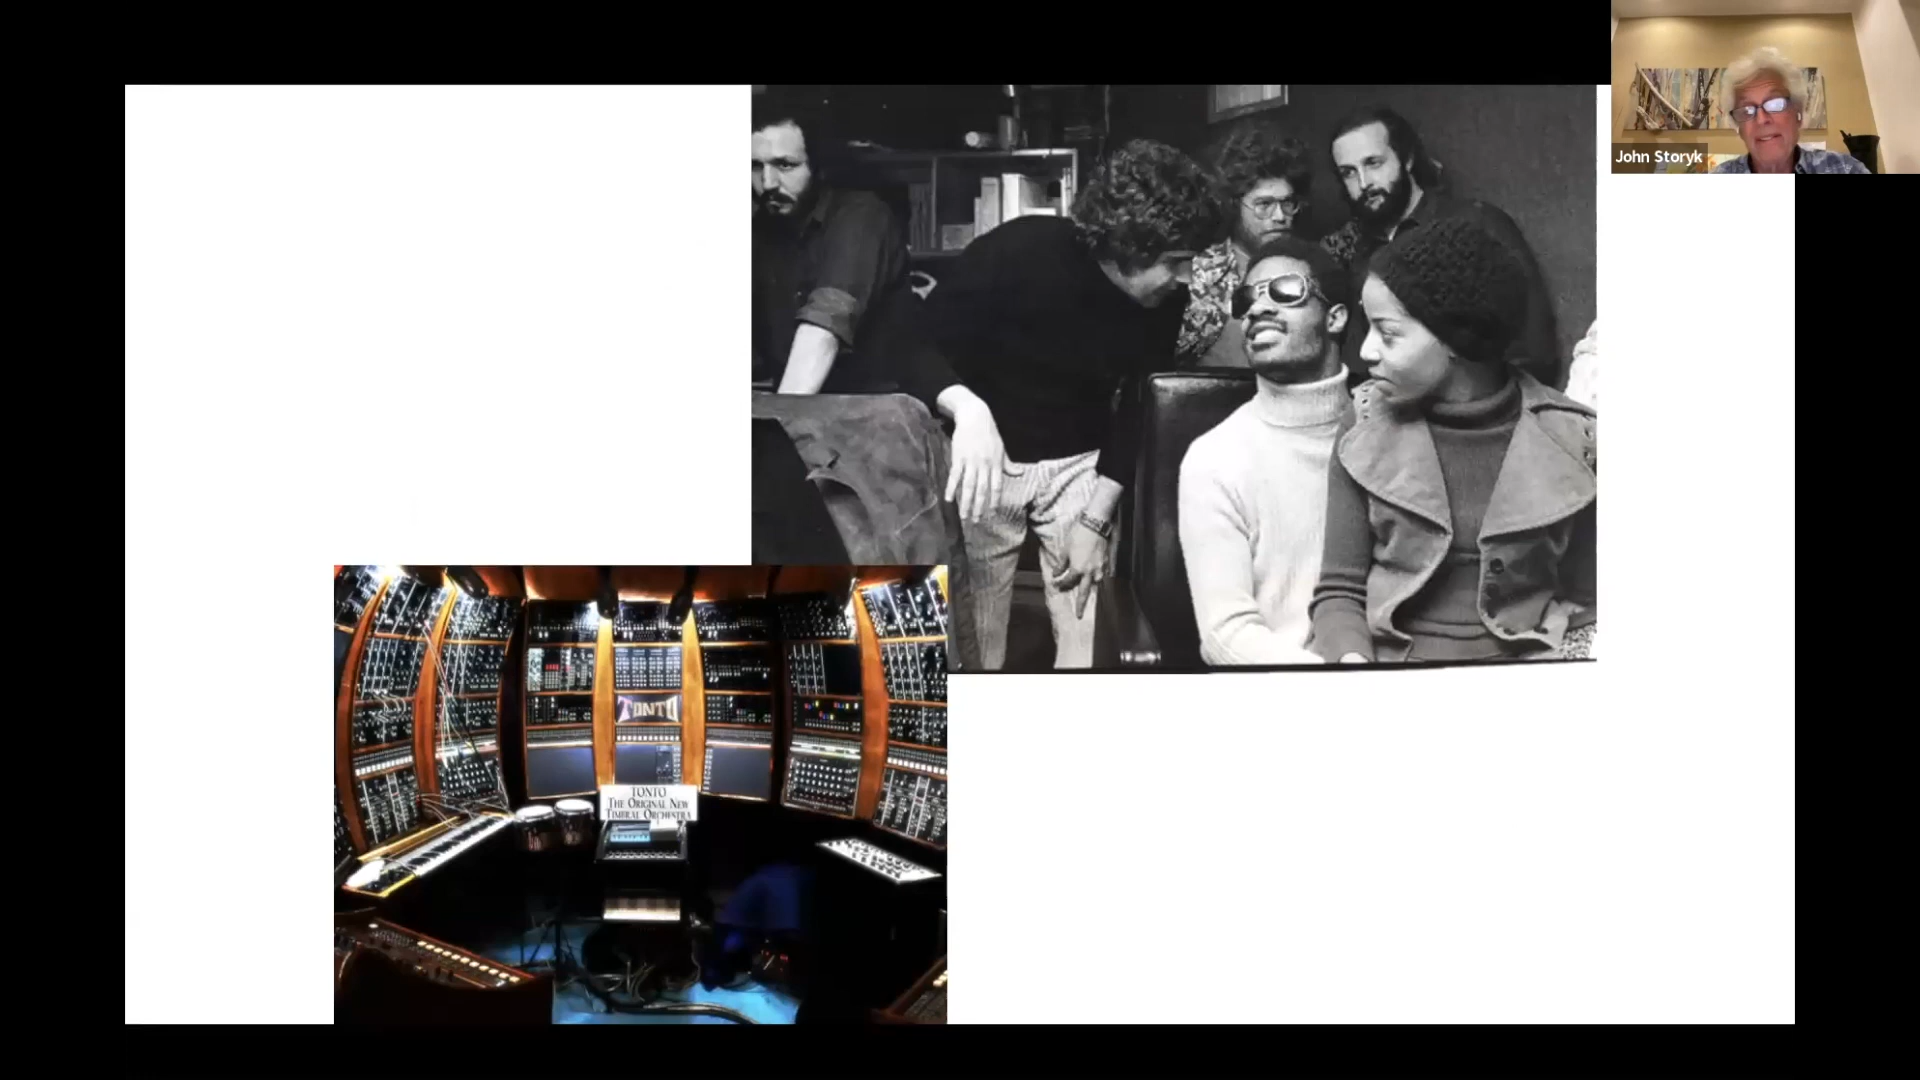 John Storyk
TONTO
TONTO
The Original New
Timbral Orchestra